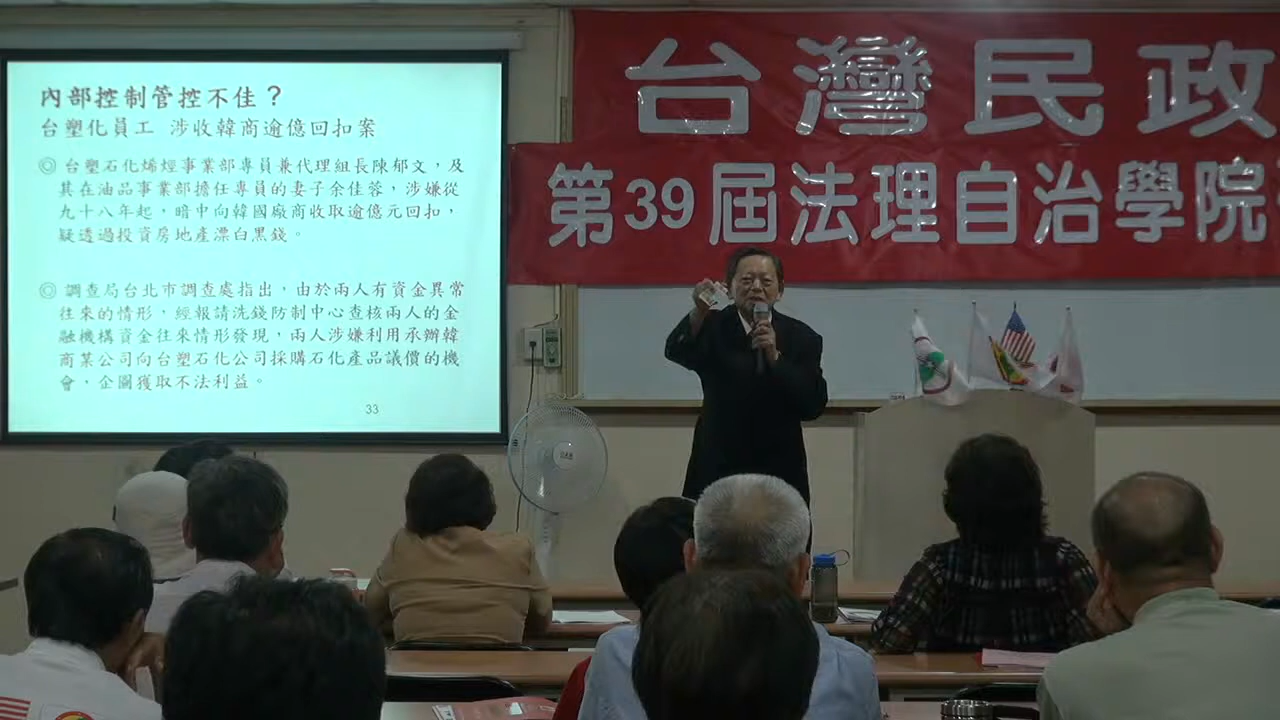 內部控制管控不佳？
台塑化員工 涉收韓商逾億回扣案
◎ 台塑石化烯烴事業部專員兼代理組長陳郁文，及
其在油品事業部擔任專員的妻子余佳蓉，涉嫌從
九十八年起，暗中向韓國廠商收取逾億元回扣，
疑透過投資房地產漂白黑錢。
◎ 調查局台北市調查處指出，由於兩人有資金異常
往來的情形，經報請洗錢防制中心查核兩人的金
融機構資金往來情形發現，兩人涉嫌利用承辦韓
商業公司向台塑石化公司採購石化產品議價的機
會，企圖獲取不法利益。
33
台灣民政
第39屆法理自治學院